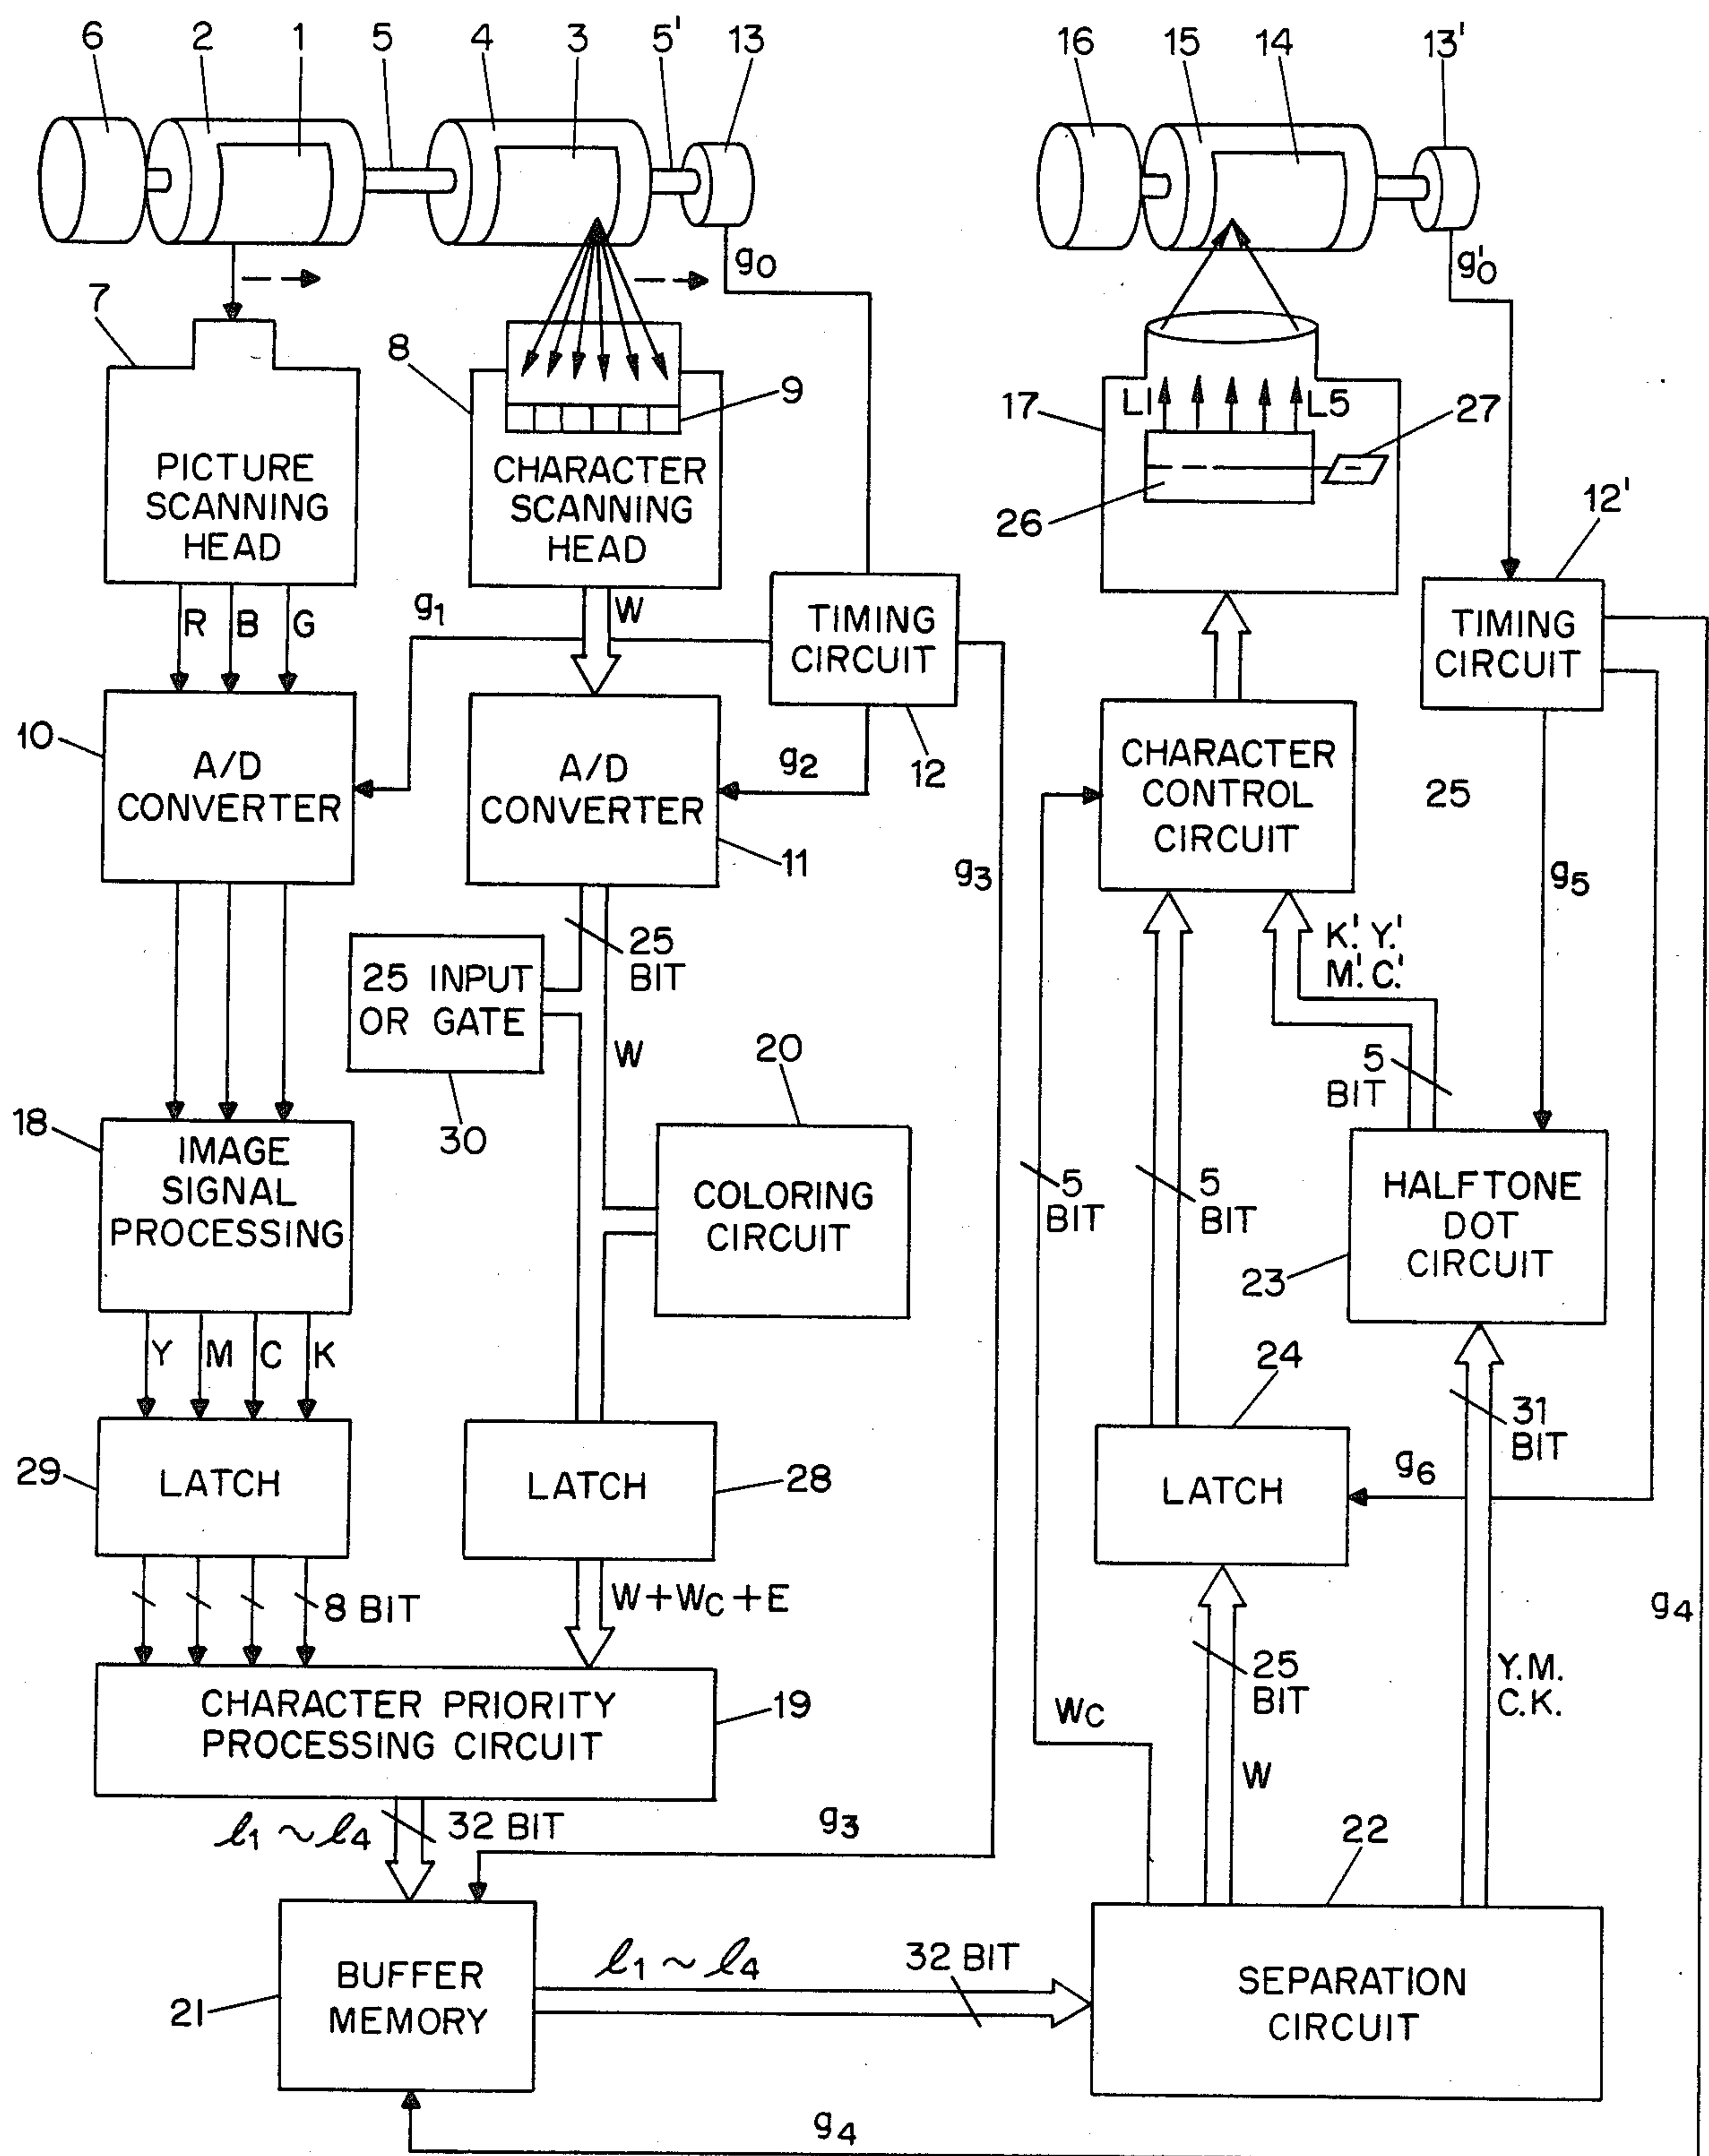 6 2 1 5 4 3 5' 13 16 15 14 13'
g0
g'0
7
8
9
17
L1 L5
27
26
12'
PICTURE
SCANNING
HEAD
CHARACTER
SCANNING
HEAD
R B G
g1
W
TIMING
CIRCUIT
TIMING
CIRCUIT
10
A/D
CONVERTER
A/D
CONVERTER
g2
12
11
CHARACTER
CONTROL
CIRCUIT
25
g3
g5
25
BIT
25 INPUT
OR GATE
30
W
K'. Y.'
M'. C.'
5
BIT
20
18
IMAGE
SIGNAL
PROCESSING
COLORING
CIRCUIT
5
BIT
5
BIT
HALFTONE
DOT
CIRCUIT
23
Y M C K
24
31
BIT
29
LATCH
LATCH
28
LATCH
g6
8 BIT
W+WC+E
g4
25
BIT
Y.M.
C.K.
CHARACTER PRIORITY
PROCESSING CIRCUIT
19
WC
W
ℓ1 ~ ℓ4
32 BIT
g3
22
BUFFER
MEMORY
21
ℓ1 ~ ℓ4
32 BIT
SEPARATION
CIRCUIT
g4